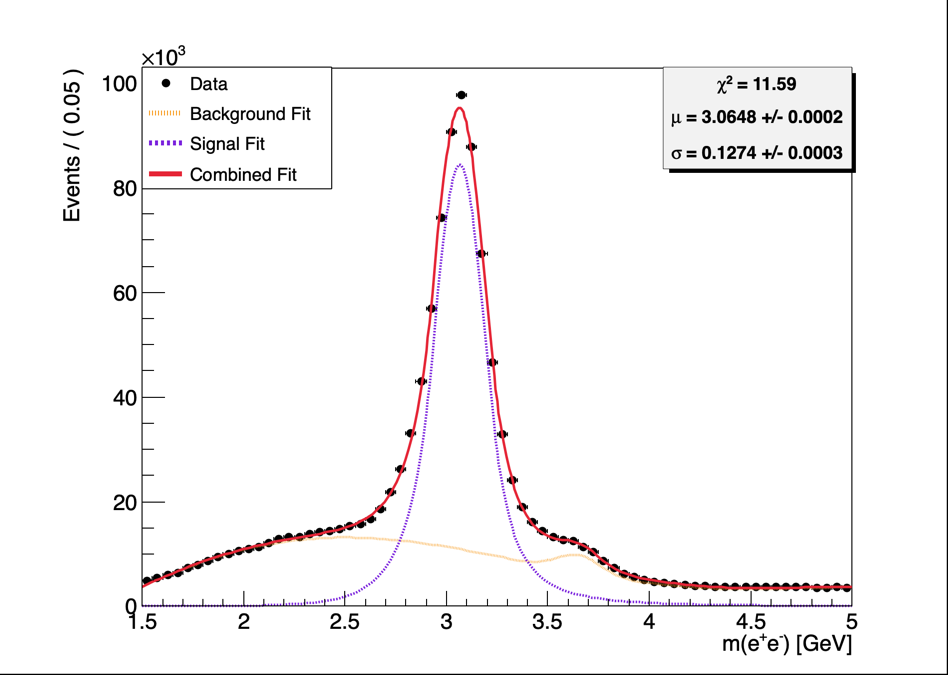 ×10³
Events / ( 0.05 )
100
80
60
40
20
0
Data
Background Fit
Signal Fit
Combined Fit
χ² = 11.59
μ = 3.0648 +/- 0.0002
σ = 0.1274 +/- 0.0003
1.5 2 2.5 3 3.5 4 4.5 5
m(e⁺e⁻) [GeV]